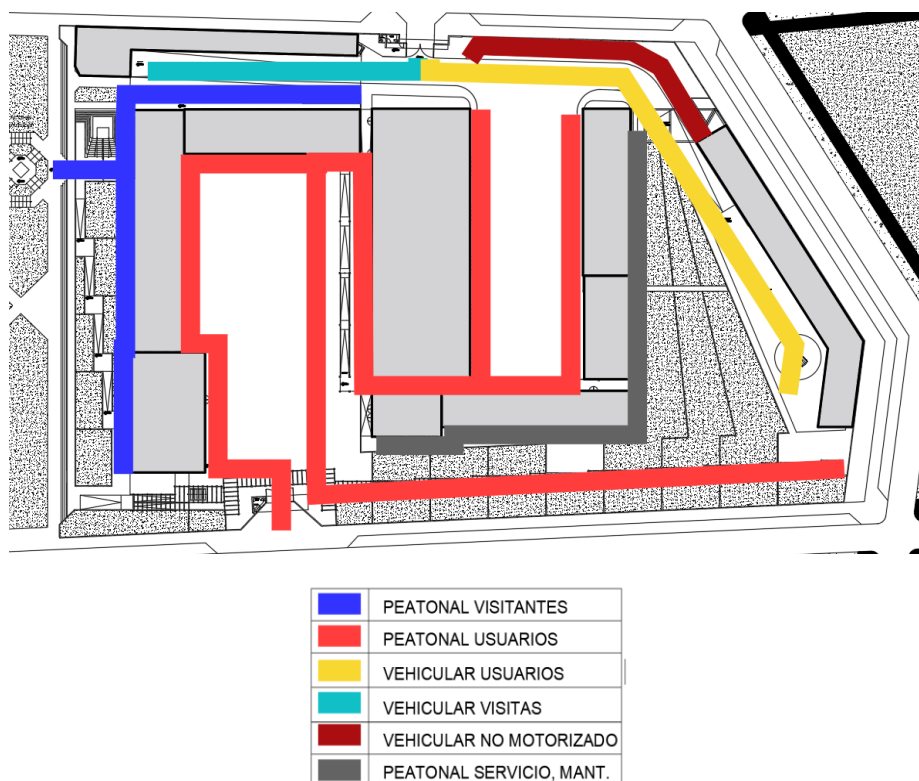 PEATONAL VISITANTES
PEATONAL USUARIOS
VEHICULAR USUARIOS
VEHICULAR VISITAS
VEHICULAR NO MOTORIZADO
PEATONAL SERVICIO, MANT.